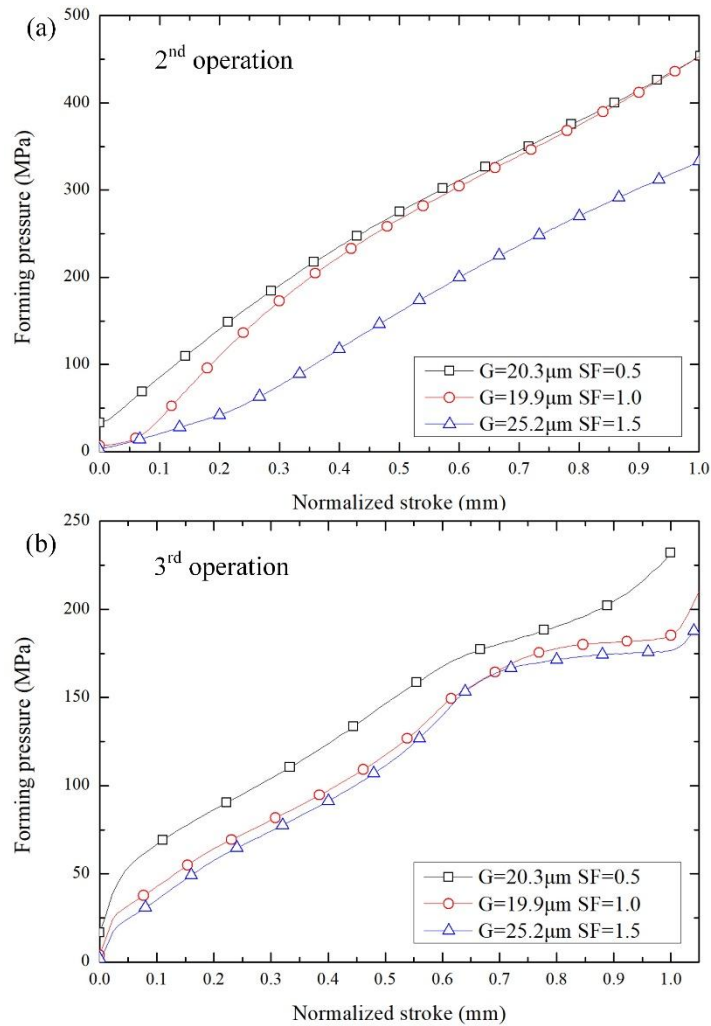 (a)
2nd operation
500
400
300
200
100
0
Forming pressure (MPa)
G=20.3μm SF=0.5
G=19.9μm SF=1.0
G=25.2μm SF=1.5
0.0 0.1 0.2 0.3 0.4 0.5 0.6 0.7 0.8 0.9 1.0
Normalized stroke (mm)
(b)
3rd operation
250
200
150
100
50
0
Forming pressure (MPa)
G=20.3μm SF=0.5
G=19.9μm SF=1.0
G=25.2μm SF=1.5
0.0 0.1 0.2 0.3 0.4 0.5 0.6 0.7 0.8 0.9 1.0
Normalized stroke (mm)